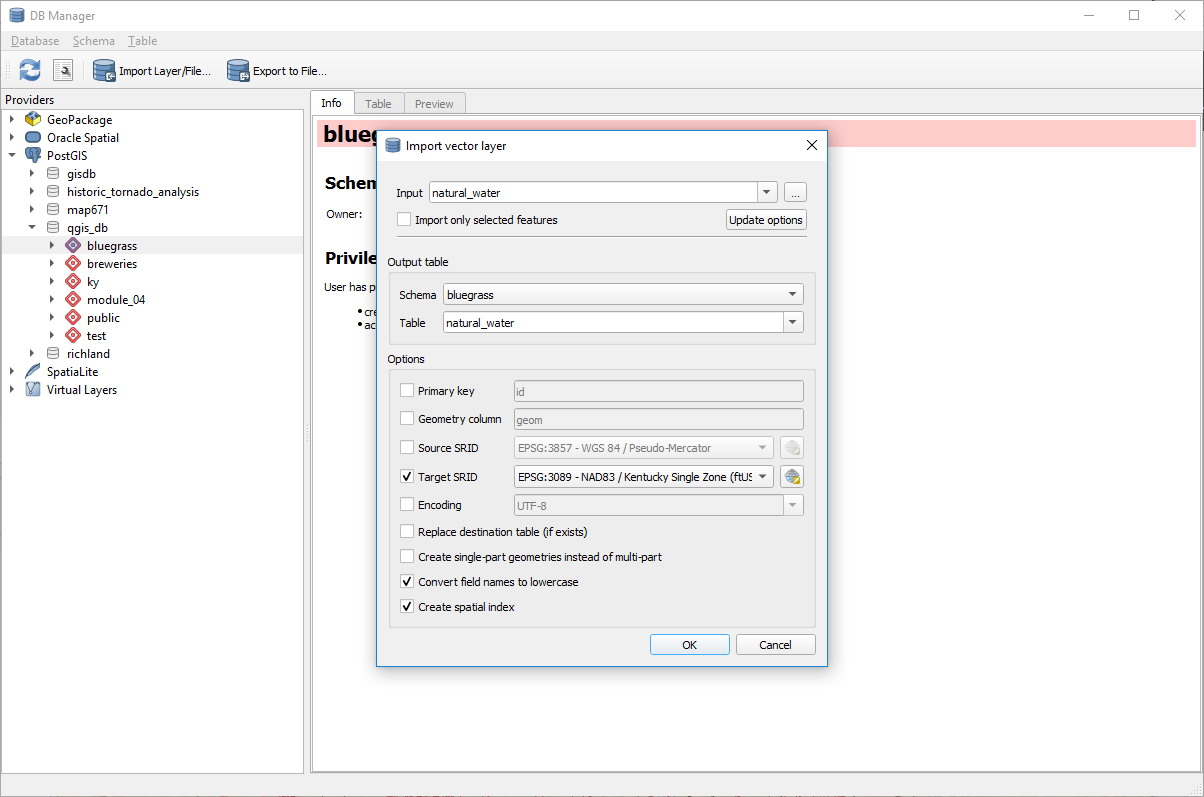 DB Manager
Database Schema Table
Import Layer/File... Export to File...
Providers
GeoPackage
Oracle Spatial
PostGIS
gisdb
historic_tornado_analysis
map671
qgis_db
bluegrass
breweries
ky
module_04
public
test
richland
SpatiaLite
Virtual Layers
Info Table Preview
blueg
Schem
Owner:
Privile
User has p
cre
ac
Import vector layer
Input natural_water ...
Import only selected features Update options
Output table
Schema bluegrass
Table natural_water
Options
Primary key id
Geometry column geom
Source SRID EPSG:3857 - WGS 84 / Pseudo-Mercator
Target SRID EPSG:3089 - NAD83 / Kentucky Single Zone (ftUS
Encoding UTF-8
Replace destination table (if exists)
Create single-part geometries instead of multi-part
Convert field names to lowercase
Create spatial index
OK Cancel